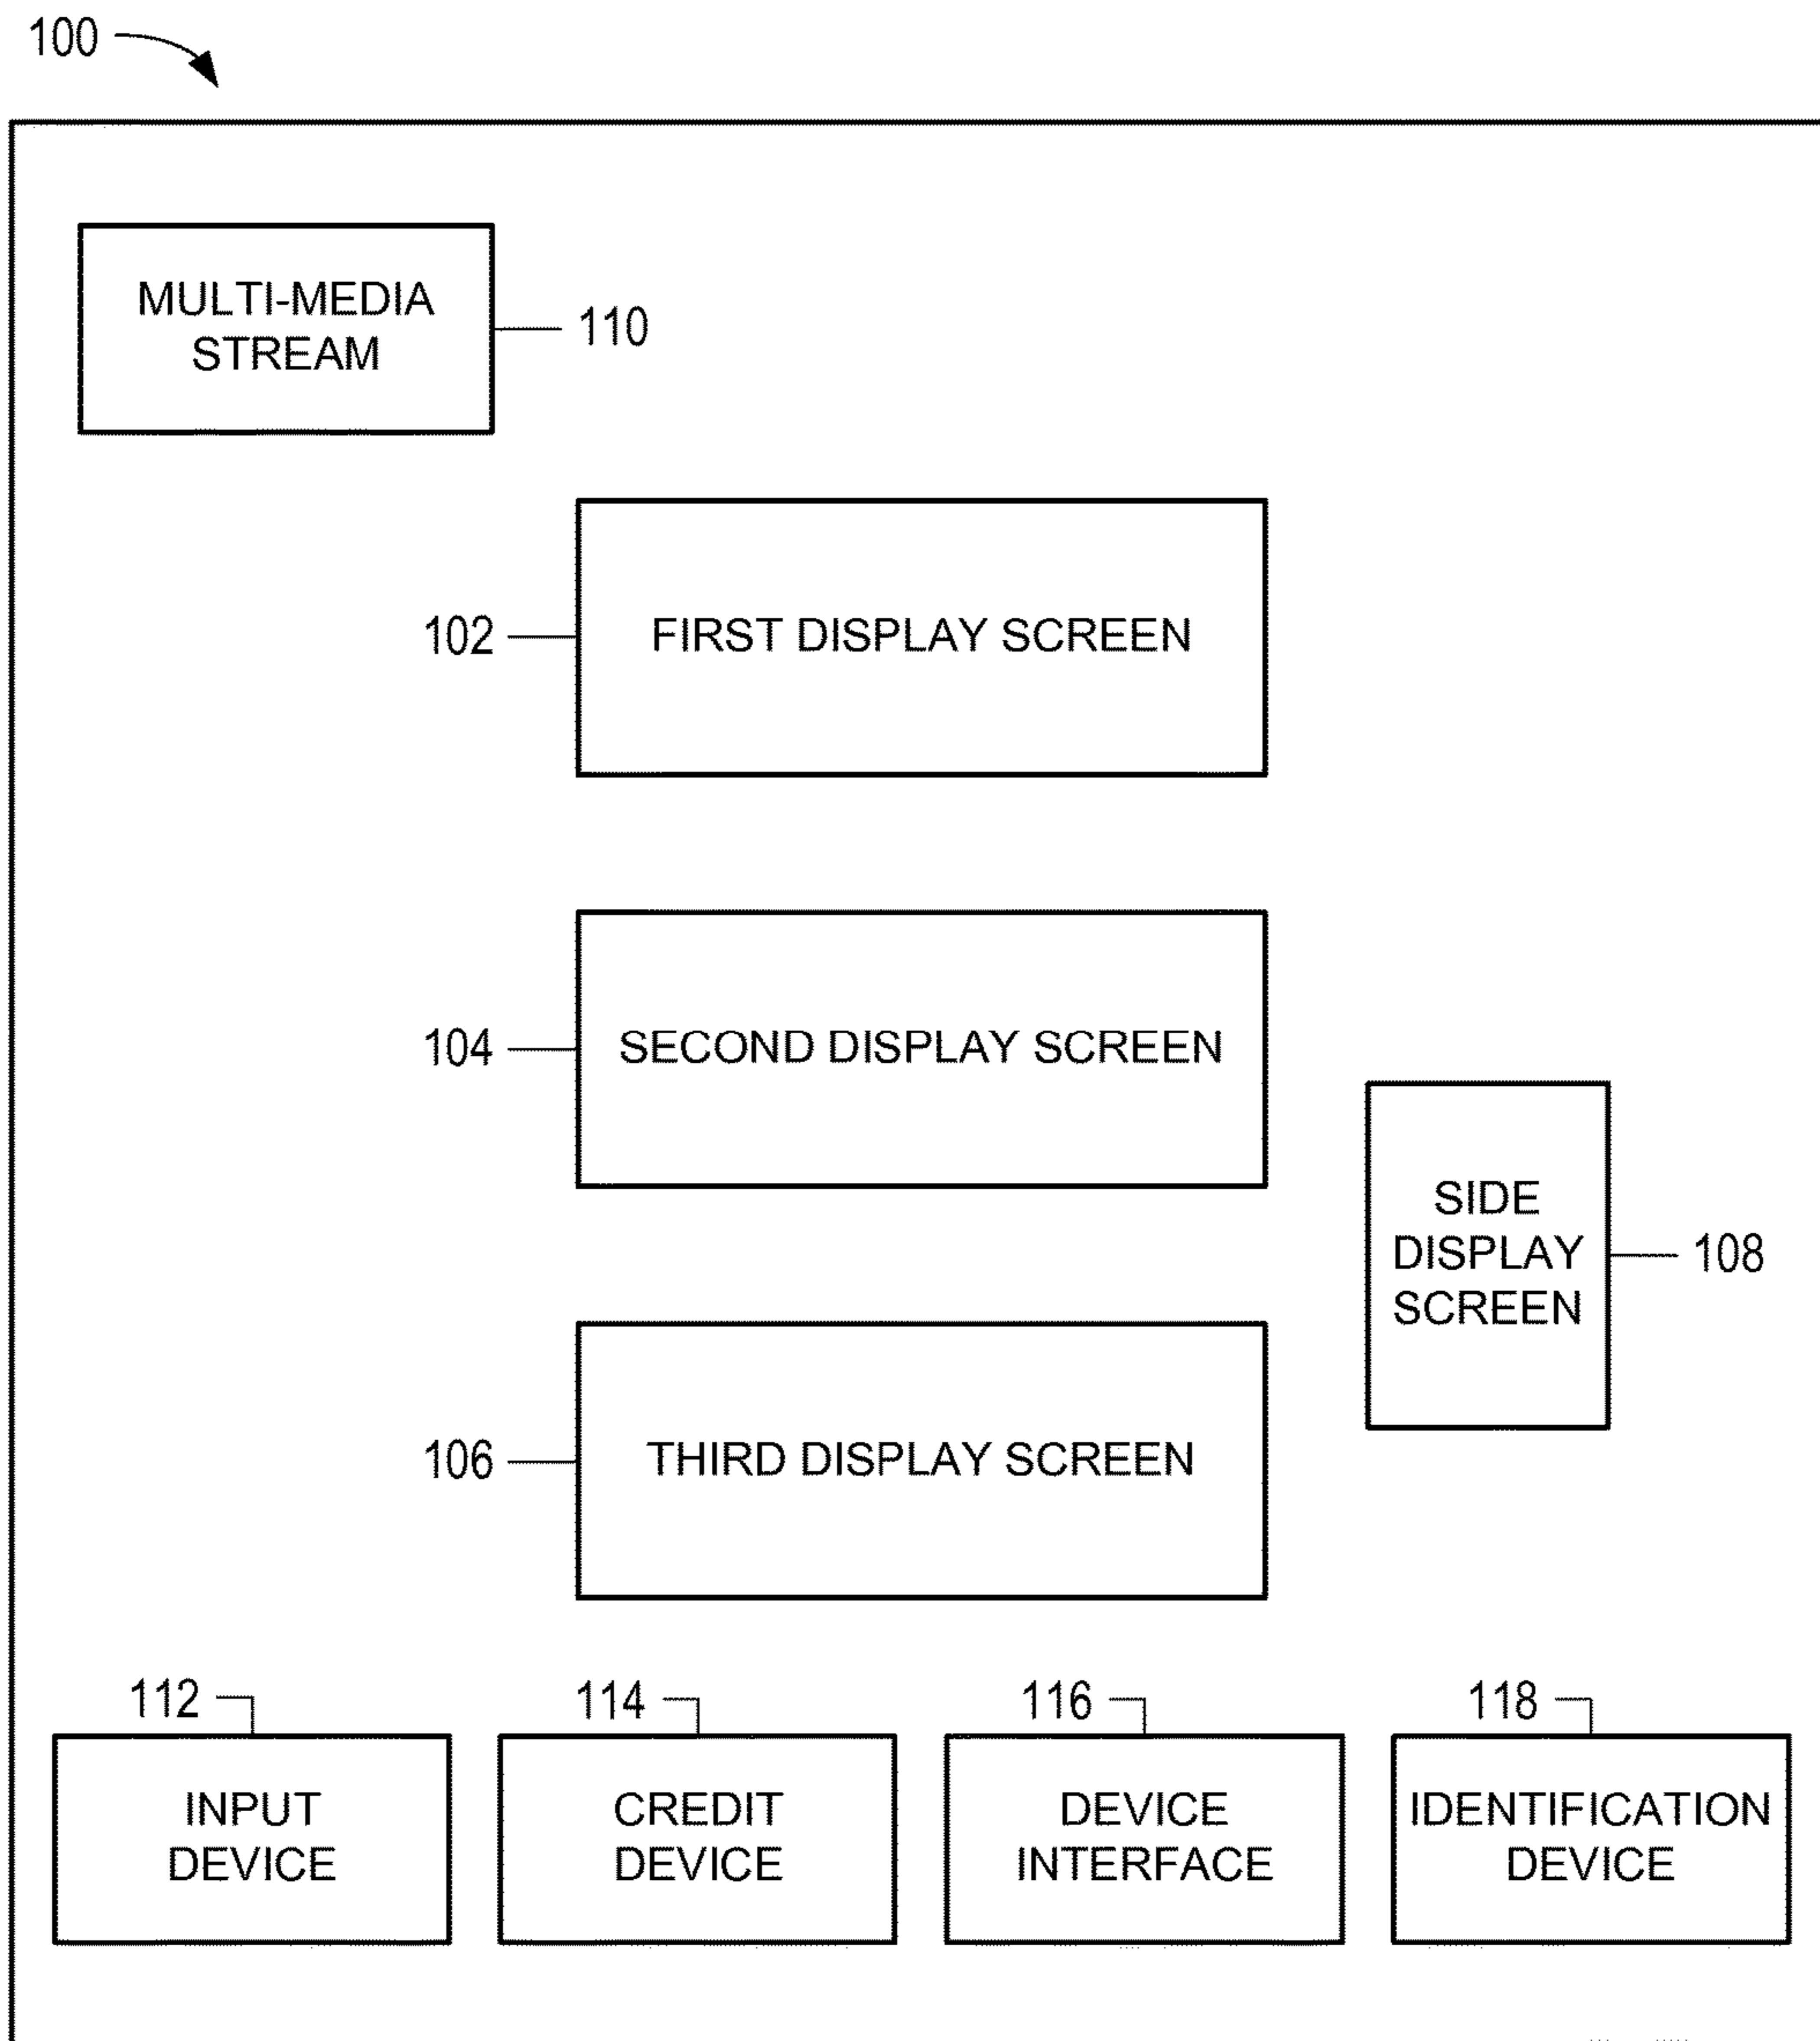 100
MULTI-MEDIA
STREAM
110
102
FIRST DISPLAY SCREEN
104
SECOND DISPLAY SCREEN
SIDE
DISPLAY
SCREEN
108
106
THIRD DISPLAY SCREEN
112
INPUT
DEVICE
114
CREDIT
DEVICE
116
DEVICE
INTERFACE
118
IDENTIFICATION
DEVICE